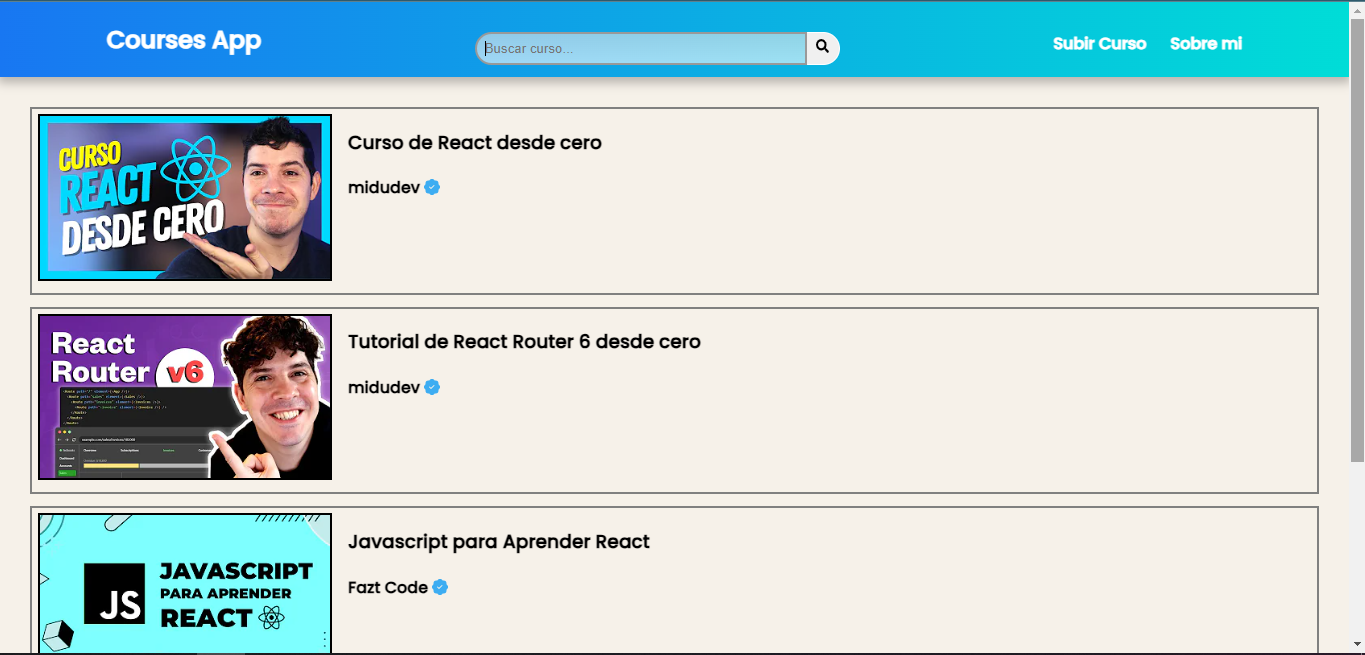 Courses App
Buscar curso...
Subir Curso
Sobre mi
CURSO
REACT
DESDE CERO
Curso de React desde cero
midudev
React
Router v6
Tutorial de React Router 6 desde cero
midudev
JS
JAVASCRIPT
PARA APRENDER
REACT
Javascript para Aprender React
Fazt Code